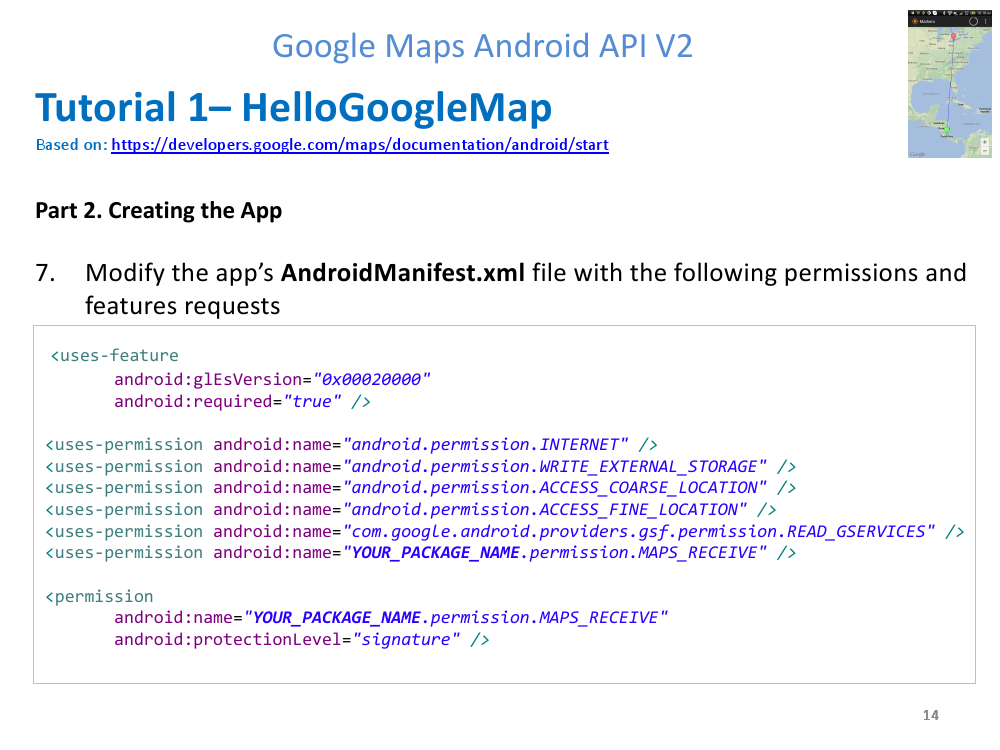 Google Maps Android API V2
Tutorial 1– HelloGoogleMap
Based on: https://developers.google.com/maps/documentation/android/start
Part 2. Creating the App
7. Modify the app’s AndroidManifest.xml file with the following permissions and
features requests
<uses-feature
android:glEsVersion="0x00020000"
android:required="true" />
<uses-permission android:name="android.permission.INTERNET" />
<uses-permission android:name="android.permission.WRITE_EXTERNAL_STORAGE" />
<uses-permission android:name="android.permission.ACCESS_COARSE_LOCATION" />
<uses-permission android:name="android.permission.ACCESS_FINE_LOCATION" />
<uses-permission android:name="com.google.android.providers.gsf.permission.READ_GSERVICES" />
<uses-permission android:name="YOUR_PACKAGE_NAME.permission.MAPS_RECEIVE" />
<permission
android:name="YOUR_PACKAGE_NAME.permission.MAPS_RECEIVE"
android:protectionLevel="signature" />
14